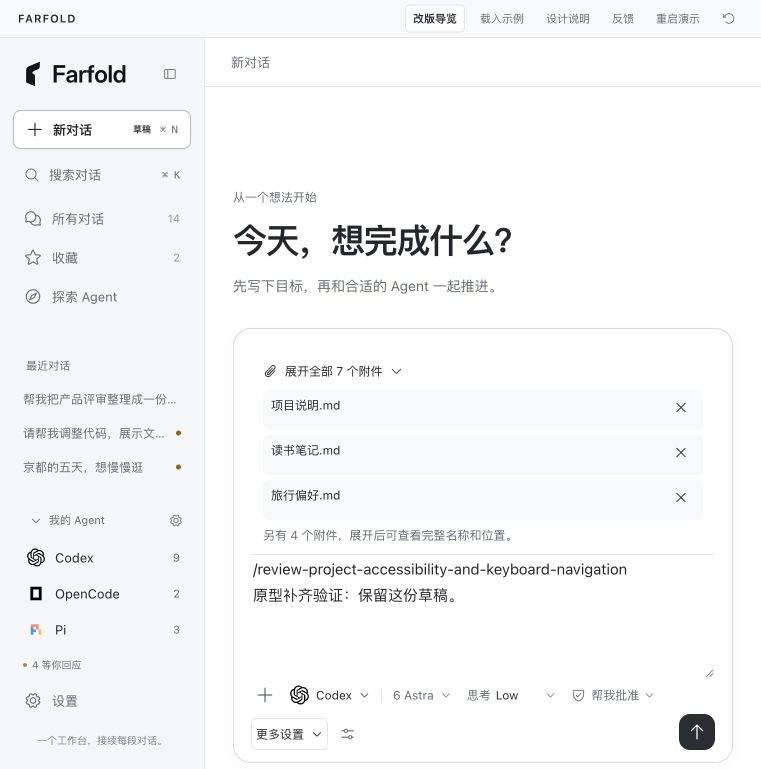 FARFOLD
改版导览 载入示例 设计说明 反馈 重启演示
Farfold
新对话 草稿 ⌘ N
搜索对话 ⌘ K
所有对话 14
收藏 2
探索 Agent
最近对话
帮我把产品评审整理成一份...
请帮我调整代码，展示文...
京都的五天，想慢慢逛
我的 Agent
Codex 9
OpenCode 2
Pi 3
4 等你回应
设置
一个工作台，接续每段对话。
新对话
从一个想法开始
今天，想完成什么？
先写下目标，再和合适的 Agent 一起推进。
展开全部 7 个附件
项目说明.md
读书笔记.md
旅行偏好.md
另有 4 个附件，展开后可查看完整名称和位置。
/review-project-accessibility-and-keyboard-navigation
原型补齐验证：保留这份草稿。
Codex 6 Astra 思考 Low 帮我批准
更多设置